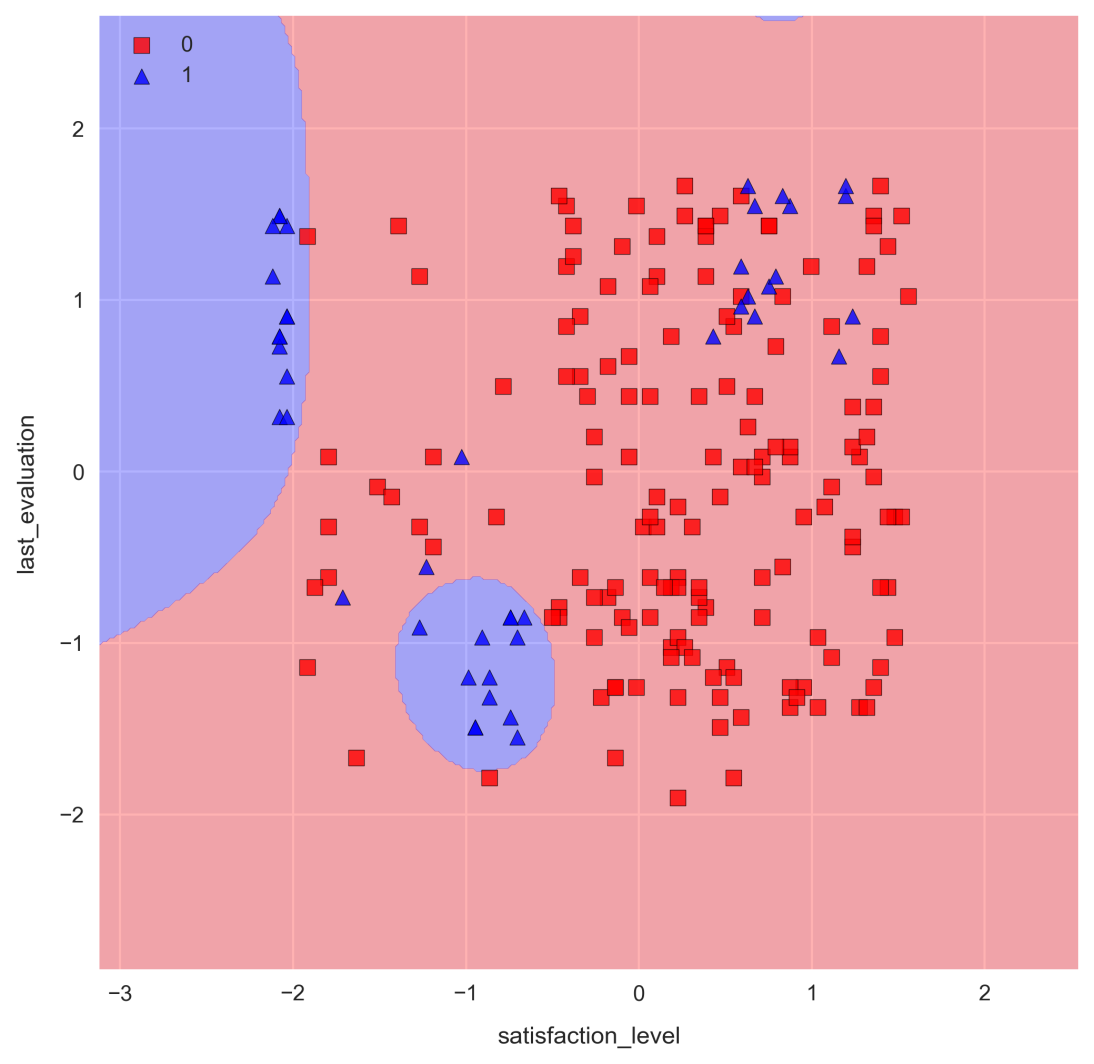 0
1
2
1
0
−1
−2
last_evaluation
−3 −2 −1 0 1 2
satisfaction_level